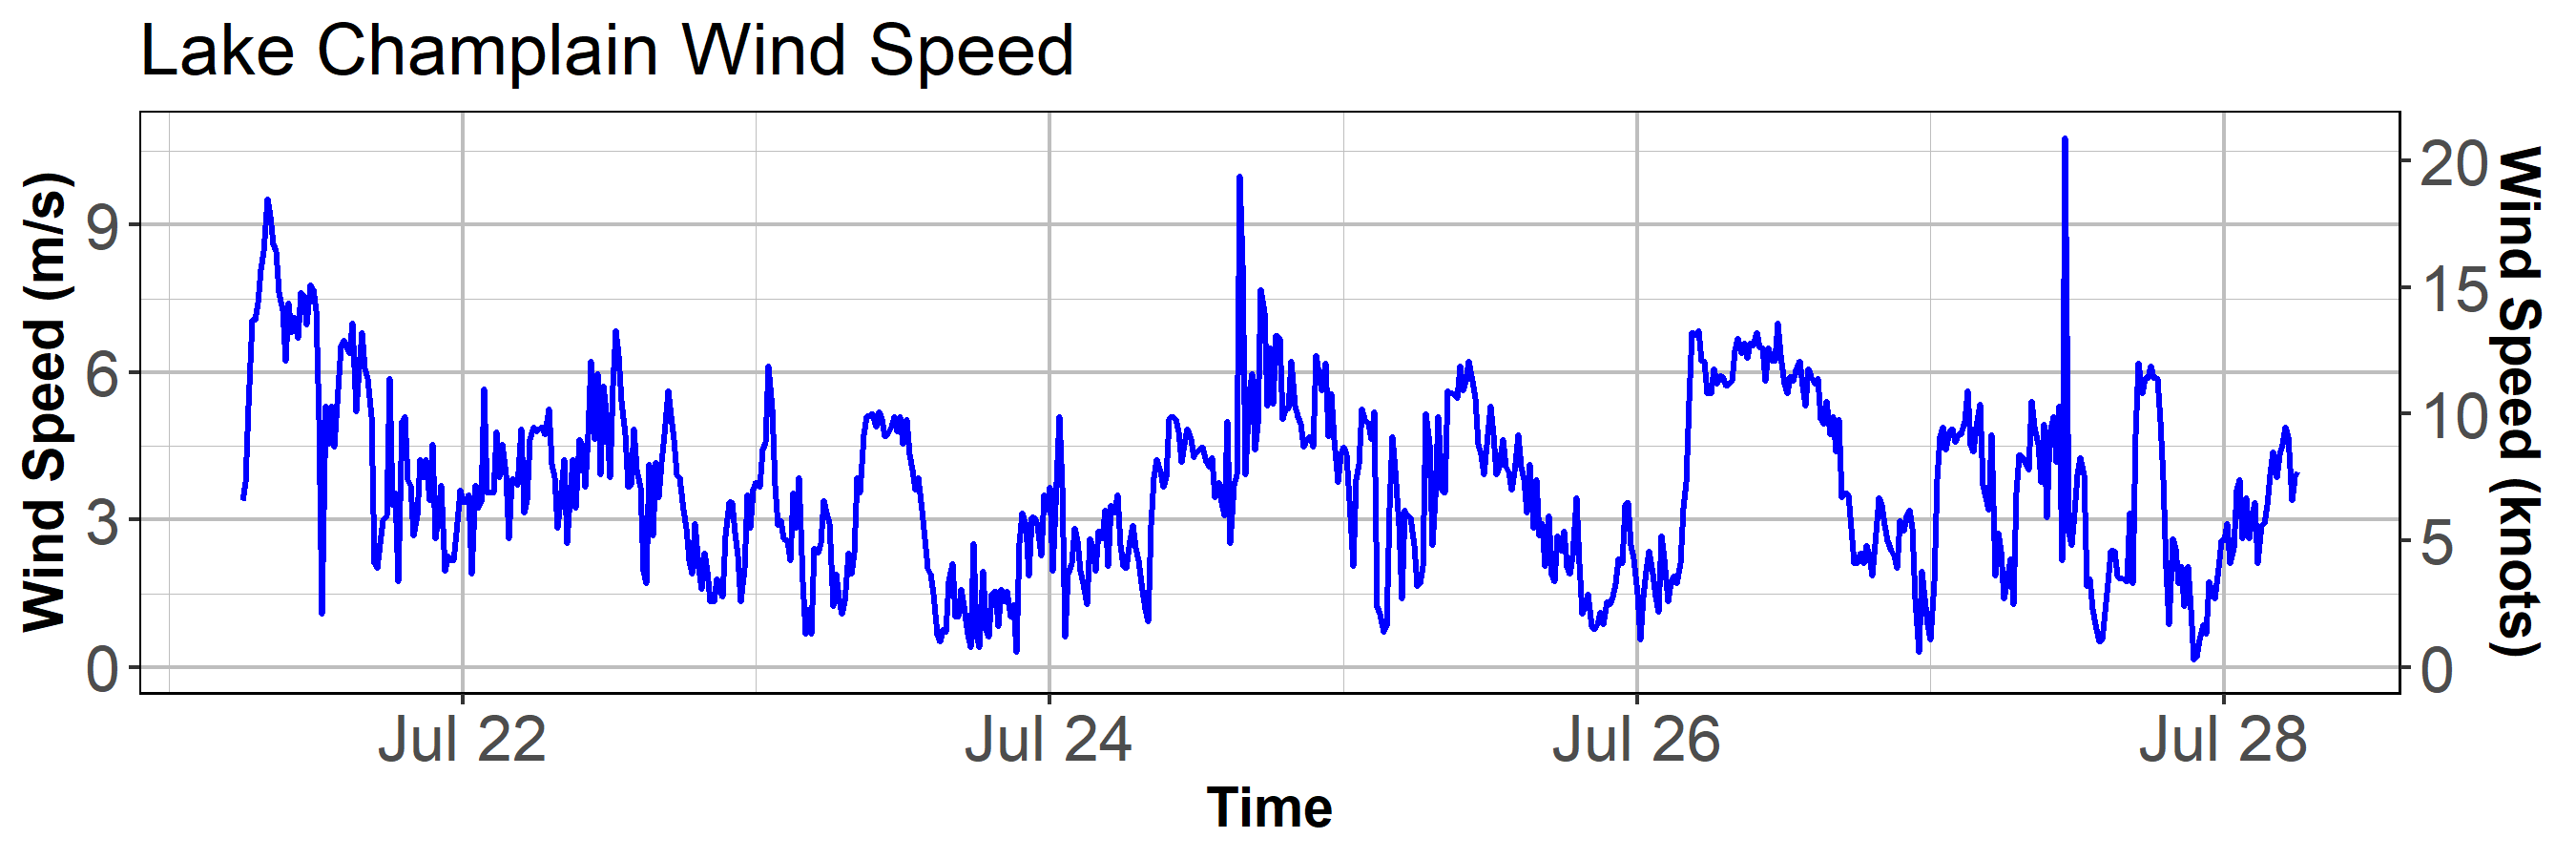 Lake Champlain Wind Speed
Wind Speed (m/s)
9
6
3
0
20
15
10
5
0
Wind Speed (knots)
Jul 22
Jul 24
Jul 26
Jul 28
Time